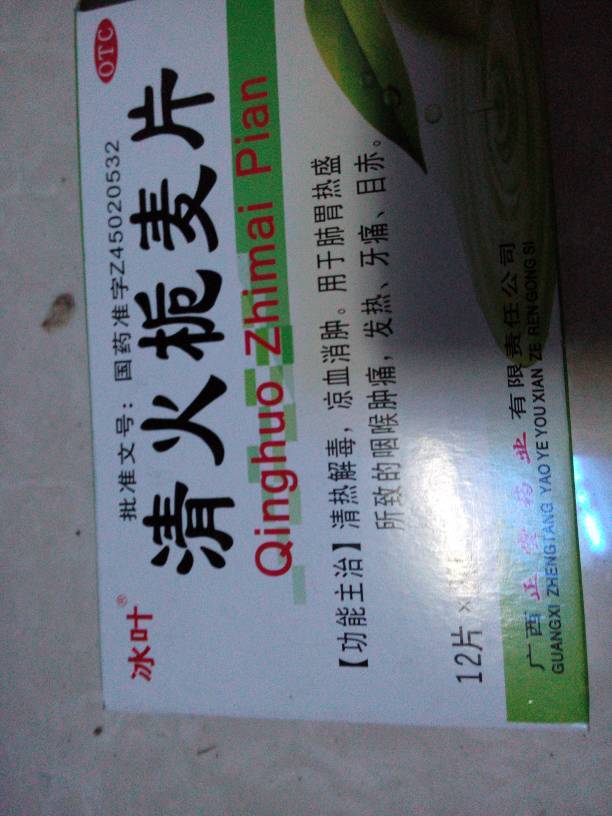 OTC
批准文号：国药准字Z45020532
冰叶®
清火栀麦片
Qinghuo Zhimai Pian
【功能主治】清热解毒，凉血消肿。用于肺胃热盛
所致的咽喉肿痛，发热、牙痛、目赤。
12片×
广西正堂药业有限责任公司
GUANGXI ZHENGTANG YAO YE YOU XIAN ZE REN GONG SI